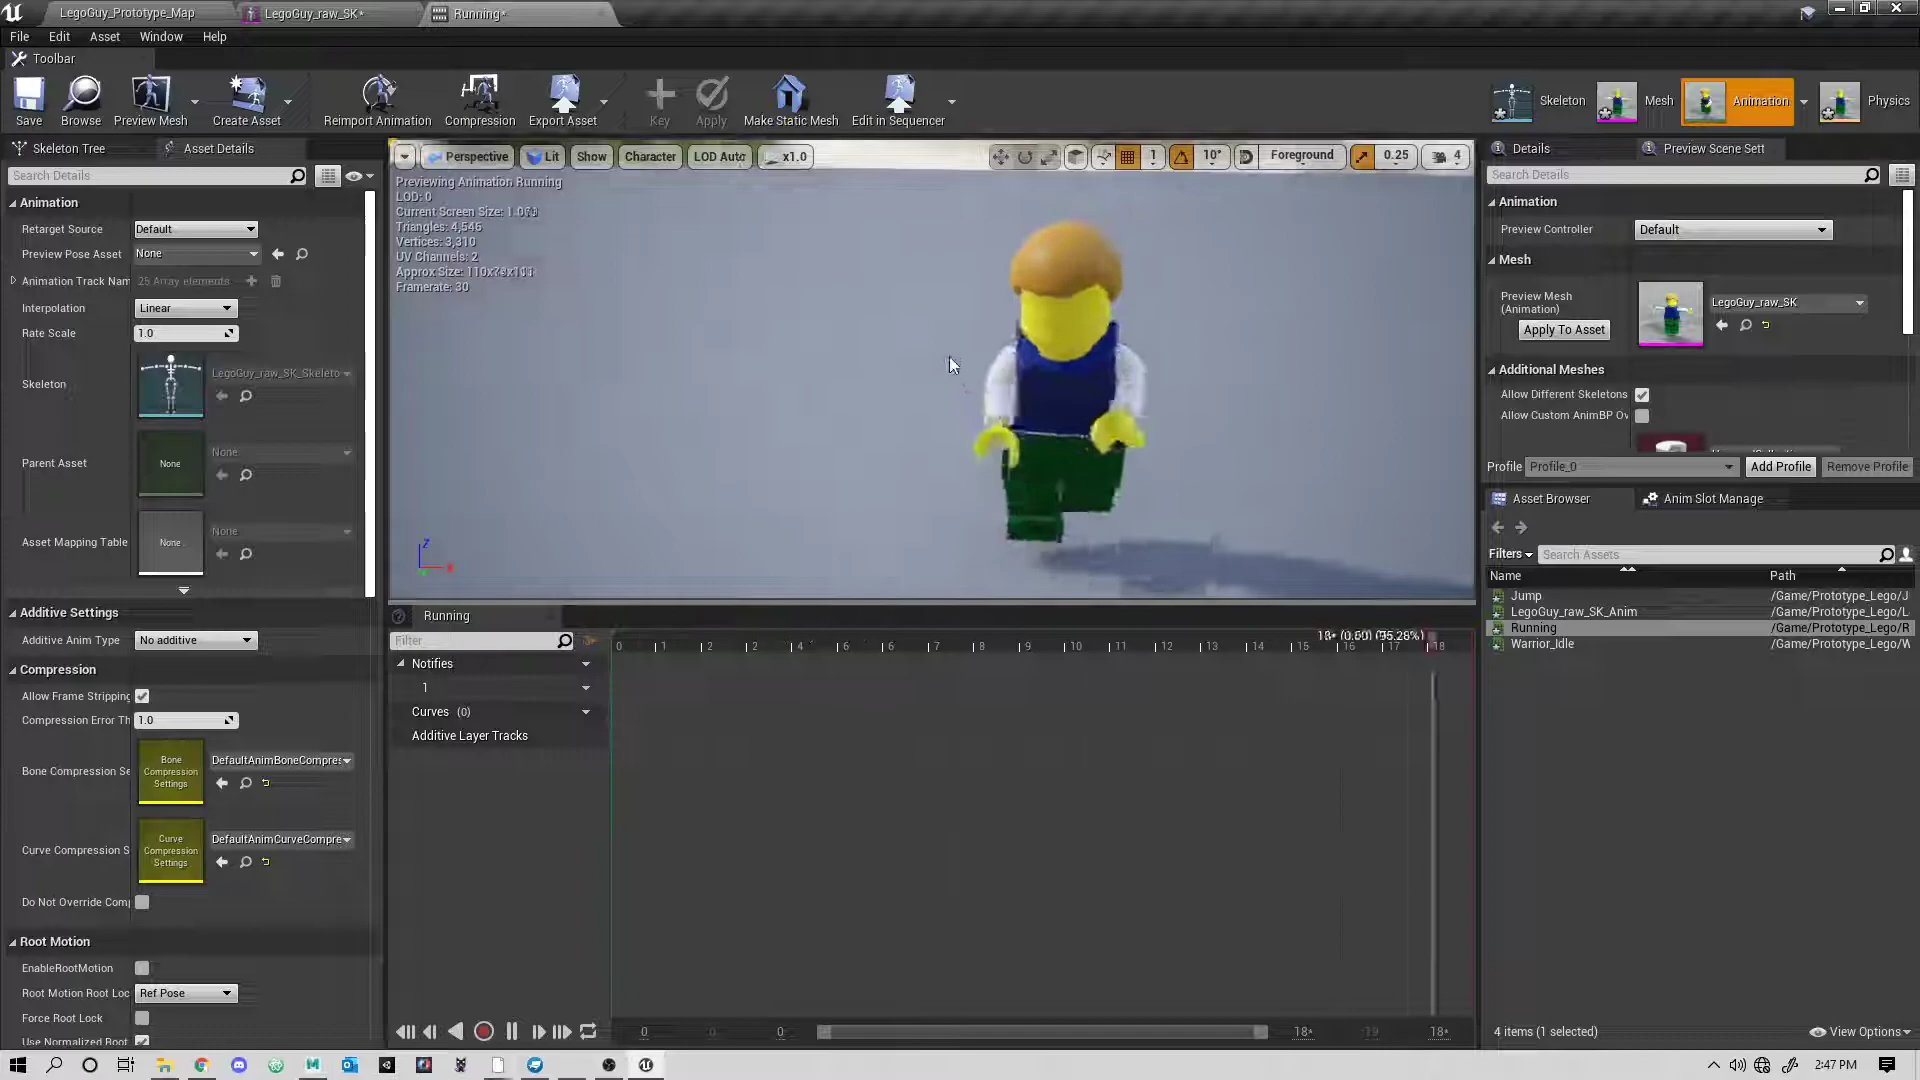 LegoGuy_Prototype_Map
LegoGuy_raw_SK*
Running*
File Edit Asset Window Help
Toolbar
Save Browse Preview Mesh Create Asset Reimport Animation Compression Export Asset Key Apply Make Static Mesh Edit in Sequencer
Skeleton Mesh Animation Physics
Skeleton Tree Asset Details
Search Details
Animation
Retarget Source Default
Preview Pose Asset None
Animation Track Nam 25 Array elements
Interpolation Linear
Rate Scale 1.0
Skeleton LegoGuy_raw_SK_Skeleto
Parent Asset None None
Asset Mapping Table None None
Additive Settings
Additive Anim Type No additive
Compression
Allow Frame Stripping
Compression Error Th 1.0
Bone Compression Se Bone Compression Settings DefaultAnimBoneCompres
Curve Compression S Curve Compression Settings DefaultAnimCurveCompre
Do Not Override Comp
Root Motion
EnableRootMotion
Root Motion Root Loc Ref Pose
Force Root Lock
Use Normalized Root
Perspective Lit Show Character LOD Auto x1.0 1 10° Foreground 0.25 4
Previewing Animation Running
LOD: 0
Current Screen Size:
Triangles: 4,546
Vertices: 3,310
UV Channels: 2
Approx Size:
Framerate: 30
Z
X
Running
Filter
0 1 2 2 4 6 6 7 8 9 10 11 12 13 14 15 16 17 18
Notifies
1
Curves (0)
Additive Layer Tracks
0 0 0 18* 19 18*
Details Preview Scene Sett
Search Details
Animation
Preview Controller Default
Mesh
Preview Mesh (Animation) LegoGuy_raw_SK
Apply To Asset
Additional Meshes
Allow Different Skeletons
Allow Custom AnimBP Ov
Profile Profile_0 Add Profile Remove Profile
Asset Browser Anim Slot Manage
Filters Search Assets
Name Path
Jump /Game/Prototype_Lego/J
LegoGuy_raw_SK_Anim /Game/Prototype_Lego/L
Running /Game/Prototype_Lego/R
Warrior_Idle /Game/Prototype_Lego/W
4 items (1 selected) View Options
2:47 PM